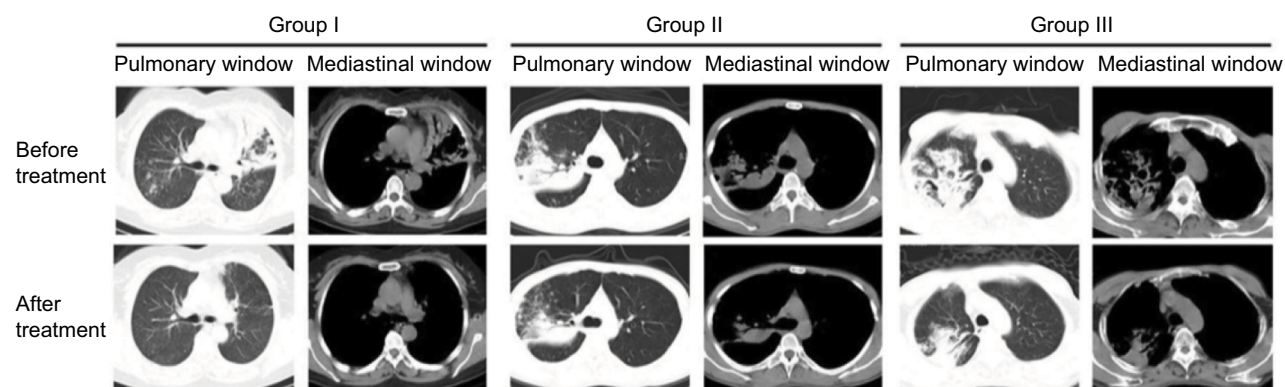 Group I Group II Group III
Pulmonary window Mediastinal window Pulmonary window Mediastinal window Pulmonary window Mediastinal window
Before
treatment
After
treatment